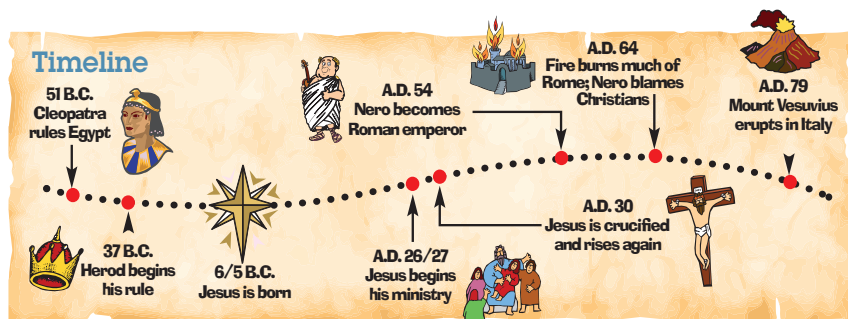 Timeline
51 B.C.
Cleopatra
rules Egypt
37 B.C.
Herod begins
his rule
6/5 B.C.
Jesus is born
A.D. 26/27
Jesus begins
his ministry
A.D. 30
Jesus is crucified
and rises again
A.D. 54
Nero becomes
Roman emperor
A.D. 64
Fire burns much of
Rome; Nero blames
Christians
A.D. 79
Mount Vesuvius
erupts in Italy